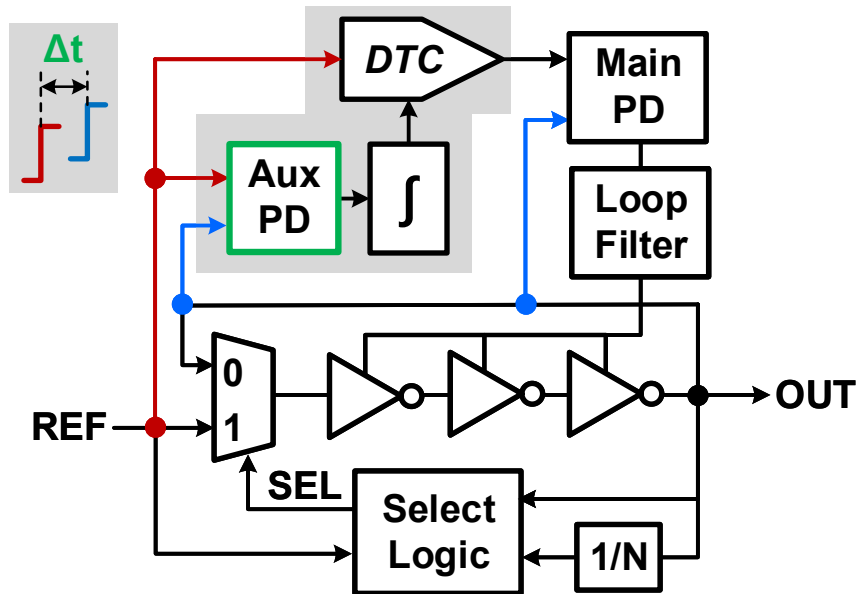 Δt
DTC
Main
PD
Aux
PD
∫
Loop
Filter
0
1
REF
OUT
SEL
Select
Logic
1/N